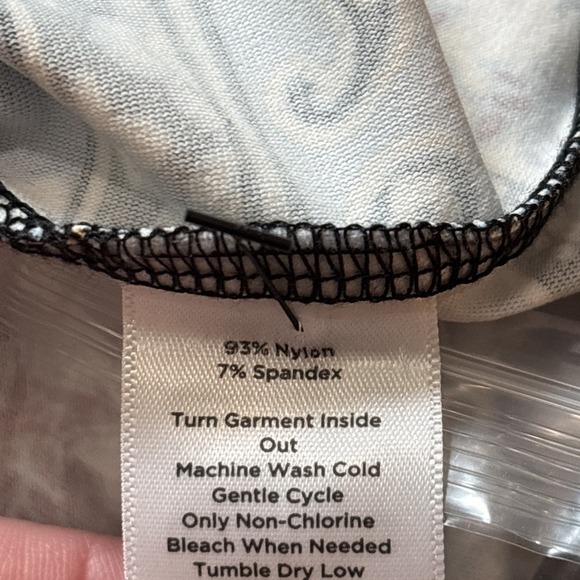 93% Nylon
7% Spandex
Turn Garment Inside
Out
Machine Wash Cold
Gentle Cycle
Only Non-Chlorine
Bleach When Needed
Tumble Dry Low